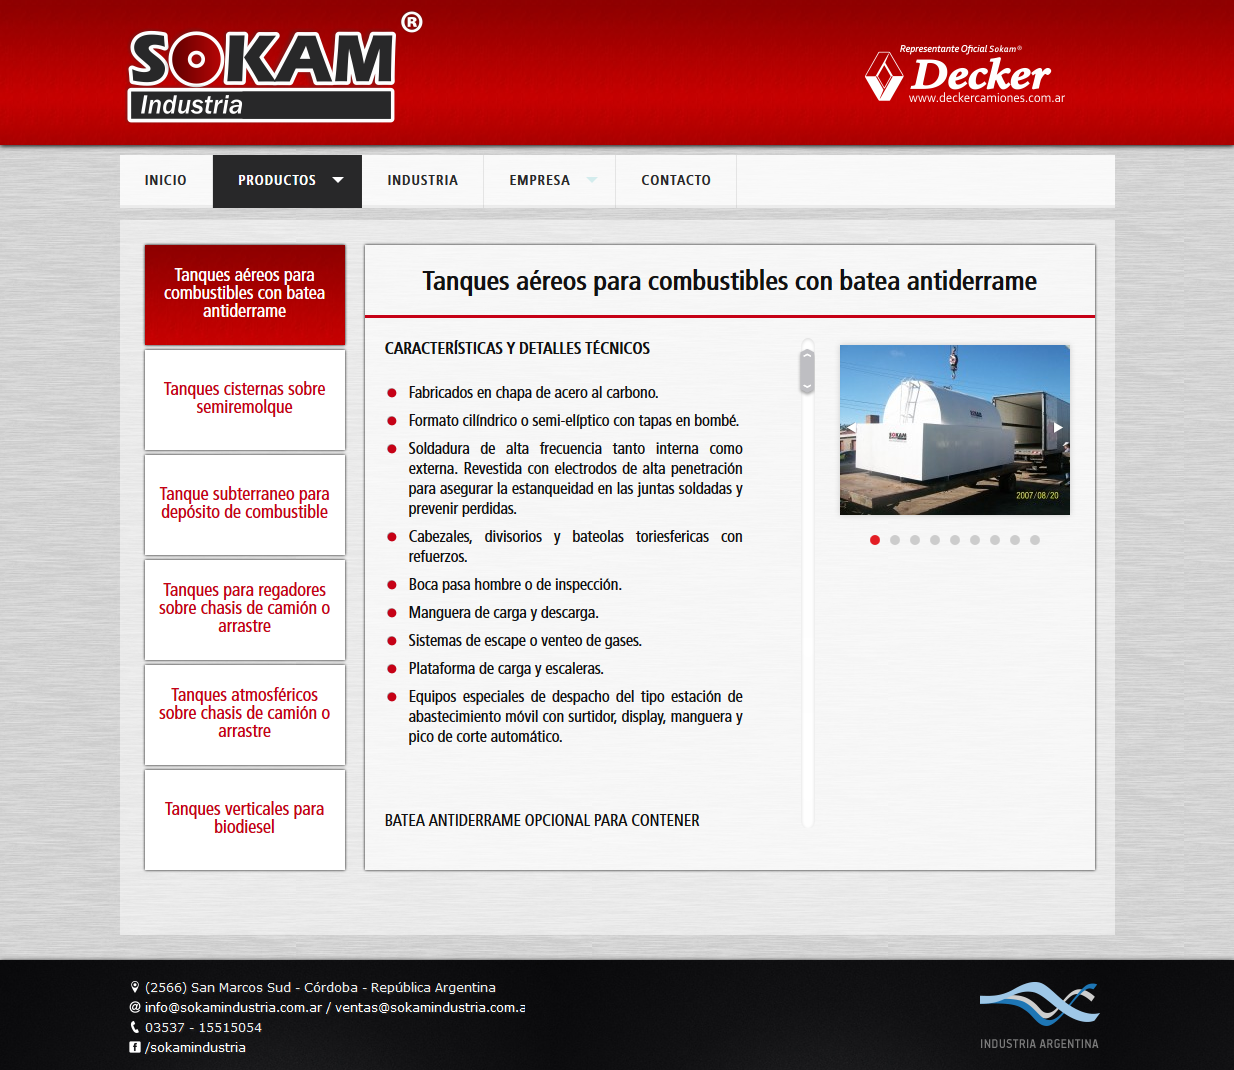 SOKAM®
Industria
Representante Oficial Sokam®
Decker
www.deckercamiones.com.ar
INICIO
PRODUCTOS
INDUSTRIA
EMPRESA
CONTACTO
Tanques aéreos para
combustibles con batea
antiderrame
Tanques cisternas sobre
semiremolque
Tanque subterraneo para
depósito de combustible
Tanques para regadores
sobre chasis de camión o
arrastre
Tanques atmosféricos
sobre chasis de camión o
arrastre
Tanques verticales para
biodiesel
Tanques aéreos para combustibles con batea antiderrame
CARACTERÍSTICAS Y DETALLES TÉCNICOS
Fabricados en chapa de acero al carbono.
Formato cilíndrico o semi-elíptico con tapas en bombé.
Soldadura de alta frecuencia tanto interna como
externa. Revestida con electrodos de alta penetración
para asegurar la estanqueidad en las juntas soldadas y
prevenir perdidas.
Cabezales, divisorios y bateolas toriesfericas con
refuerzos.
Boca pasa hombre o de inspección.
Manguera de carga y descarga.
Sistemas de escape o venteo de gases.
Plataforma de carga y escaleras.
Equipos especiales de despacho del tipo estación de
abastecimiento móvil con surtidor, display, manguera y
pico de corte automático.
BATEA ANTIDERRAME OPCIONAL PARA CONTENER
SOKAM
SOKAM
2007/08/20
(2566) San Marcos Sud - Córdoba - República Argentina
info@sokamindustria.com.ar / ventas@sokamindustria.com.a
03537 - 15515054
/sokamindustria
INDUSTRIA ARGENTINA